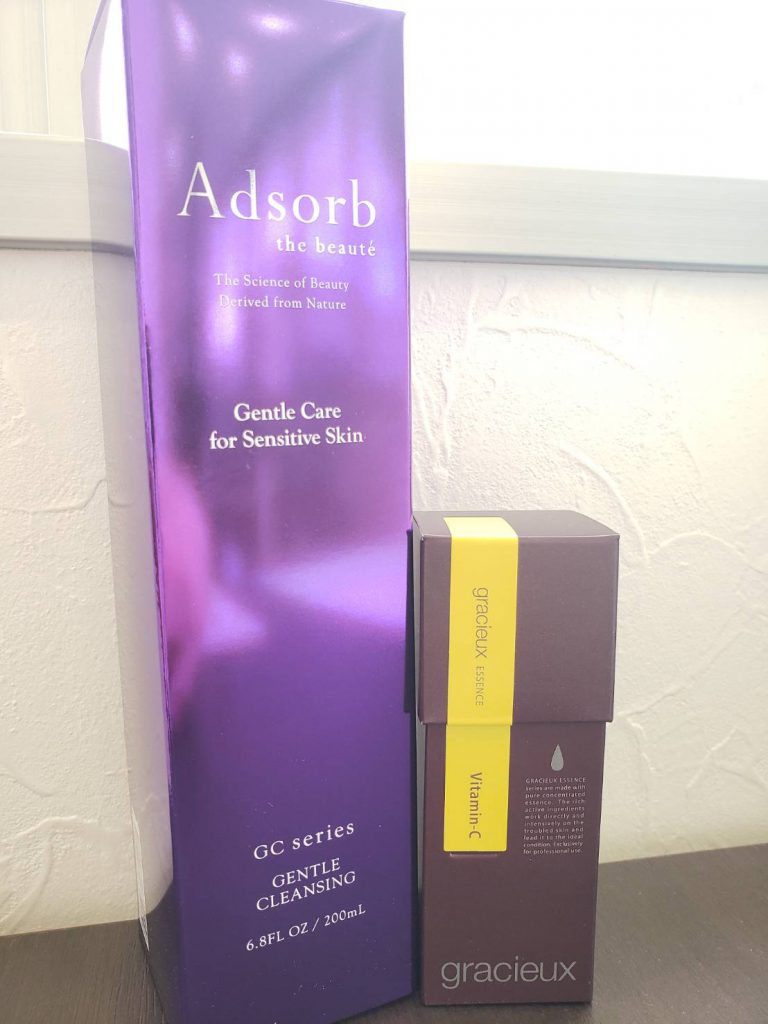 Adsorb
the beauté
The Science of Beauty
Derived from Nature
Gentle Care
for Sensitive Skin
GC series
GENTLE
CLEANSING
6.8FL OZ / 200mL
gracieux ESSENCE
Vitamin-C
GRACIEUX ESSENCE
series are made with
pure concentrated
essence. The rich
active ingredients
work directly and
intensively on the
troubled skin and
lead it to the ideal
condition. Exclusively
for professional use.
gracieux